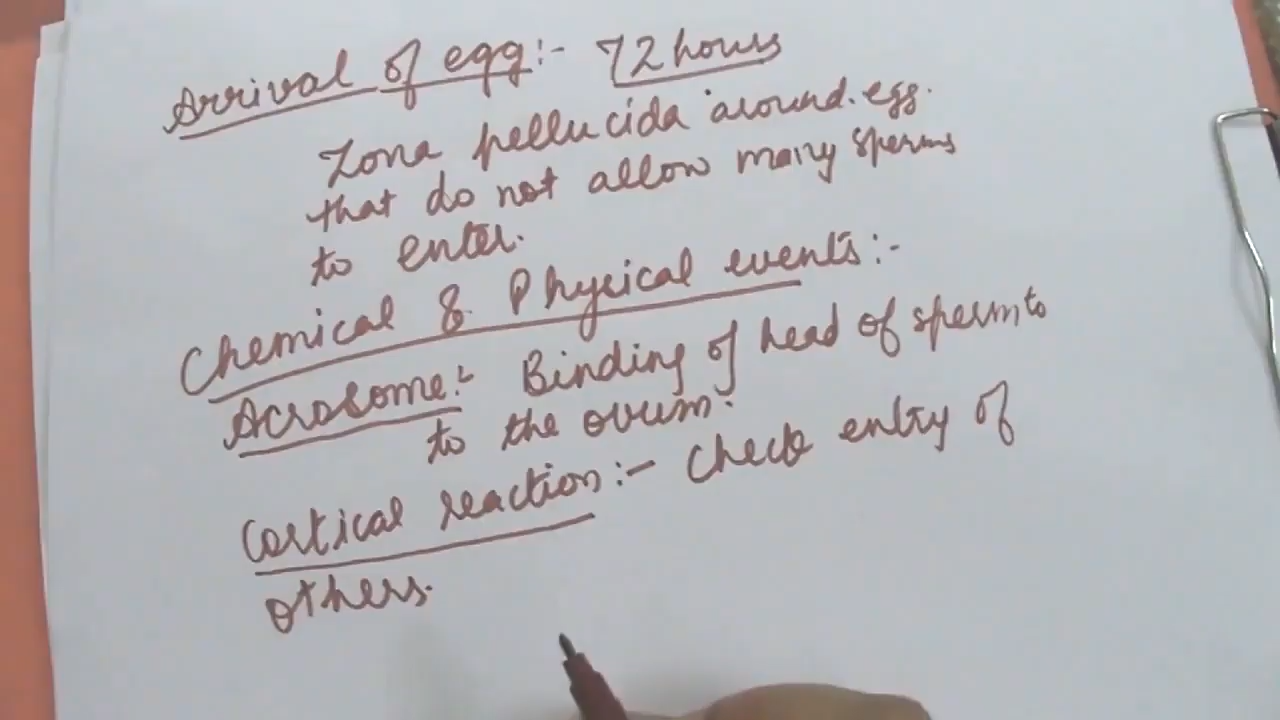 Arrival of egg:- 72 hours
Zona pellucida around egg.
that do not allow many sperms
to enter.
Chemical & Physical events:-
Acrosome:- Binding of head of sperm to
to the ovum.
Cortical reaction:- Check entry of
others.